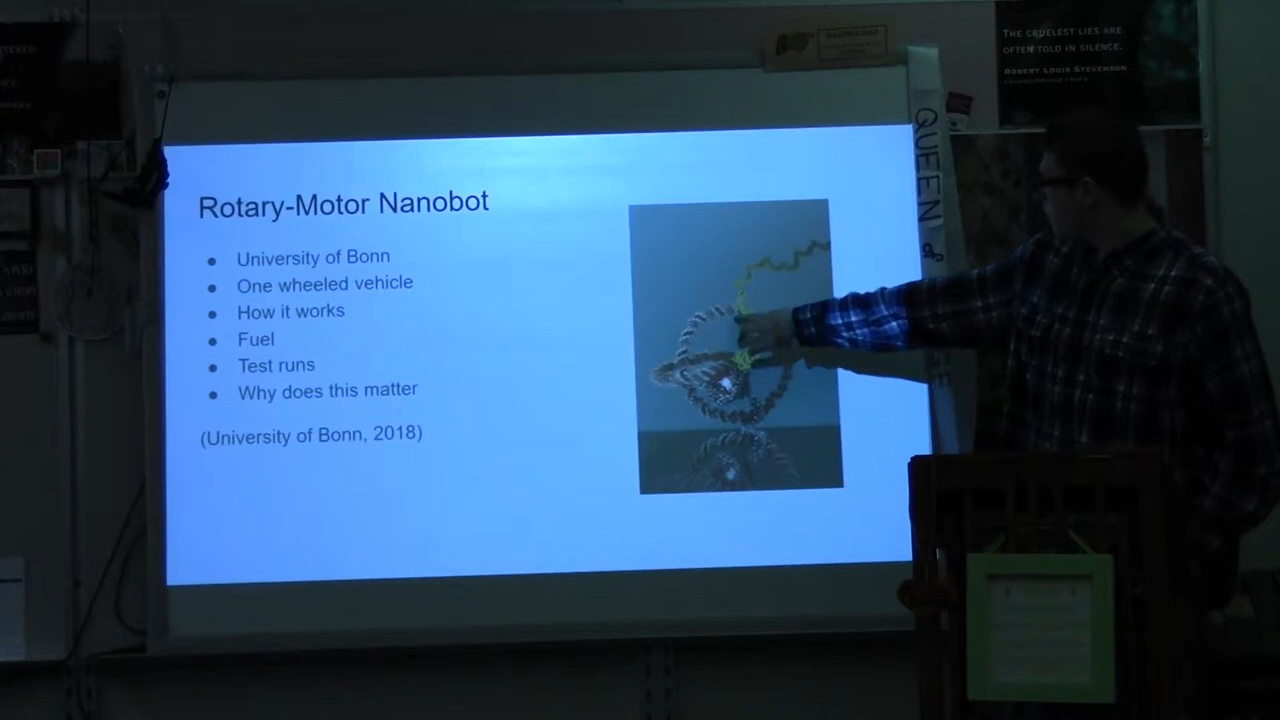 THE CRUELEST LIES ARE
OFTEN TOLD IN SILENCE.
ROBERT LOUIS STEVENSON
QUEEN of
Rotary-Motor Nanobot
● University of Bonn
● One wheeled vehicle
● How it works
● Fuel
● Test runs
● Why does this matter
(University of Bonn, 2018)